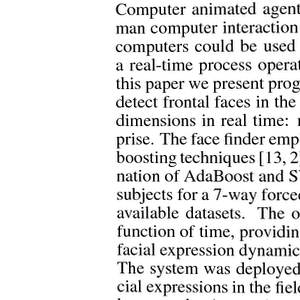 Computer animated agent
man computer interaction
computers could be used
a real-time process operat
this paper we present prog
detect frontal faces in the
dimensions in real time:
prise. The face finder emp
boosting techniques [13, 2
nation of AdaBoost and S
subjects for a 7-way force
available datasets. The o
function of time, providin
facial expression dynamic
The system was deployed
cial expressions in the fiel